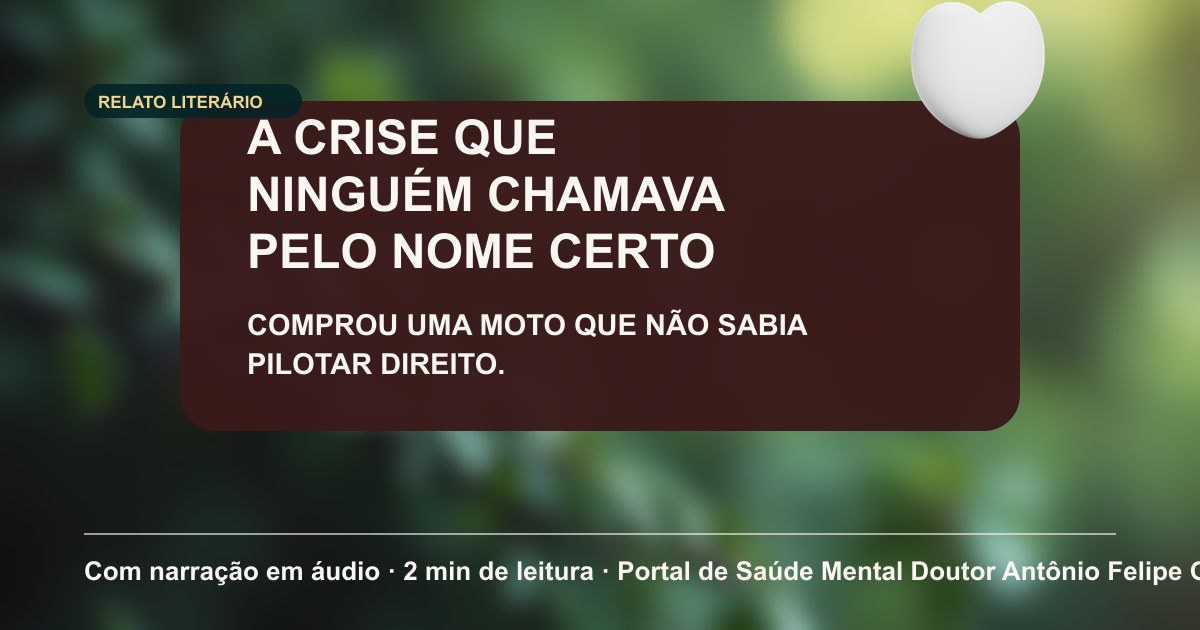 RELATO LITERÁRIO
A CRISE QUE
NINGUÉM CHAMAVA
PELO NOME CERTO
COMPROU UMA MOTO QUE NÃO SABIA
PILOTAR DIREITO.
Com narração em áudio · 2 min de leitura · Portal de Saúde Mental Doutor Antônio Felipe